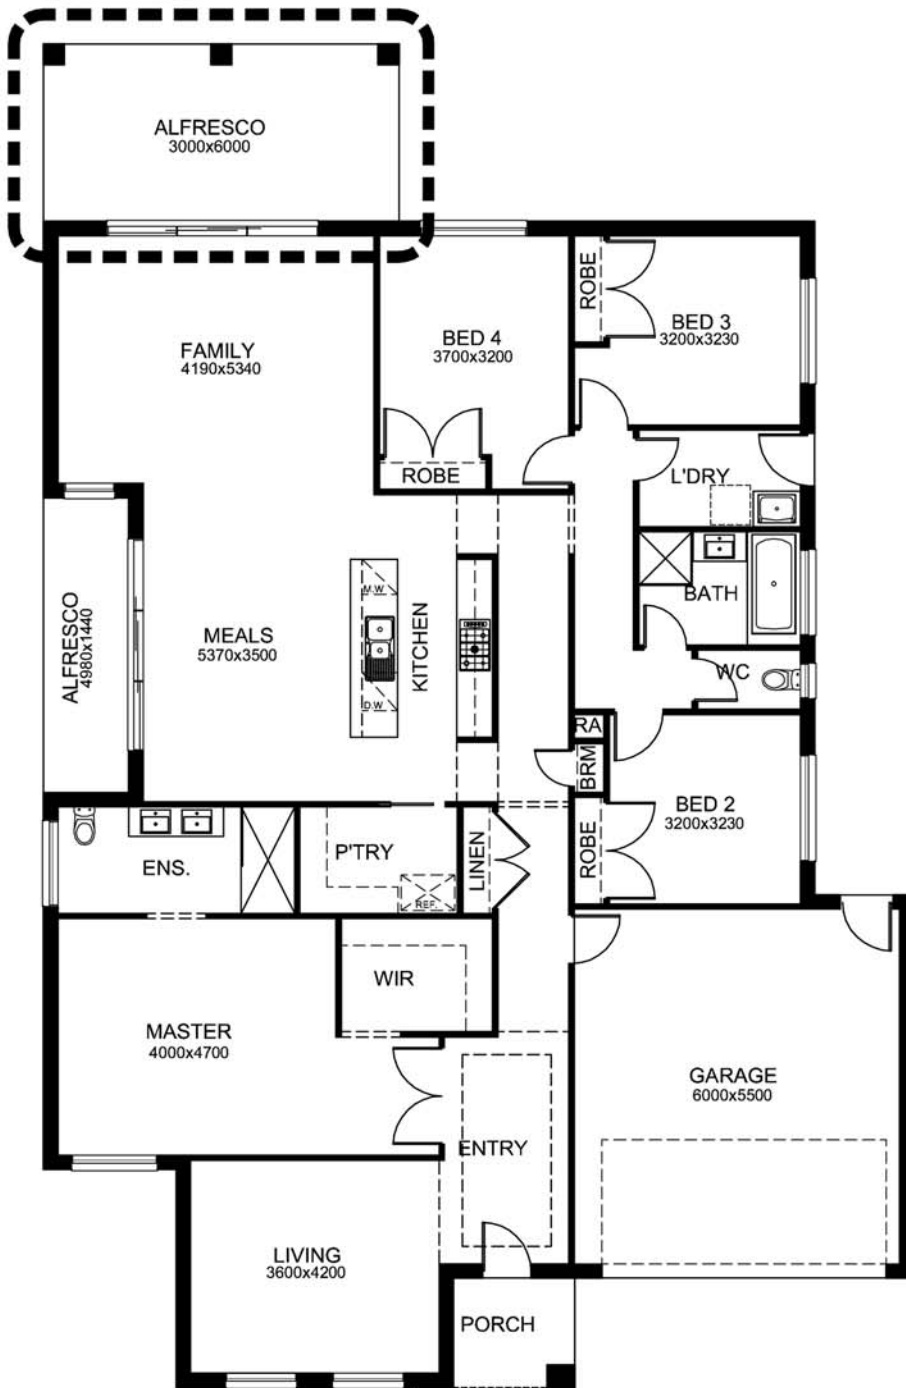 ALFRESCO
3000x6000
FAMILY
4190x5340
BED 4
3700x3200
ROBE
ROBE
BED 3
3200x3230
L'DRY
BATH
WC
ALFRESCO
4980x1440
MEALS
5370x3500
M.W
D.W
KITCHEN
RA
BRM
BED 2
3200x3230
ROBE
ENS.
P'TRY
REF.
LINEN
WIR
MASTER
4000x4700
GARAGE
6000x5500
ENTRY
LIVING
3600x4200
PORCH